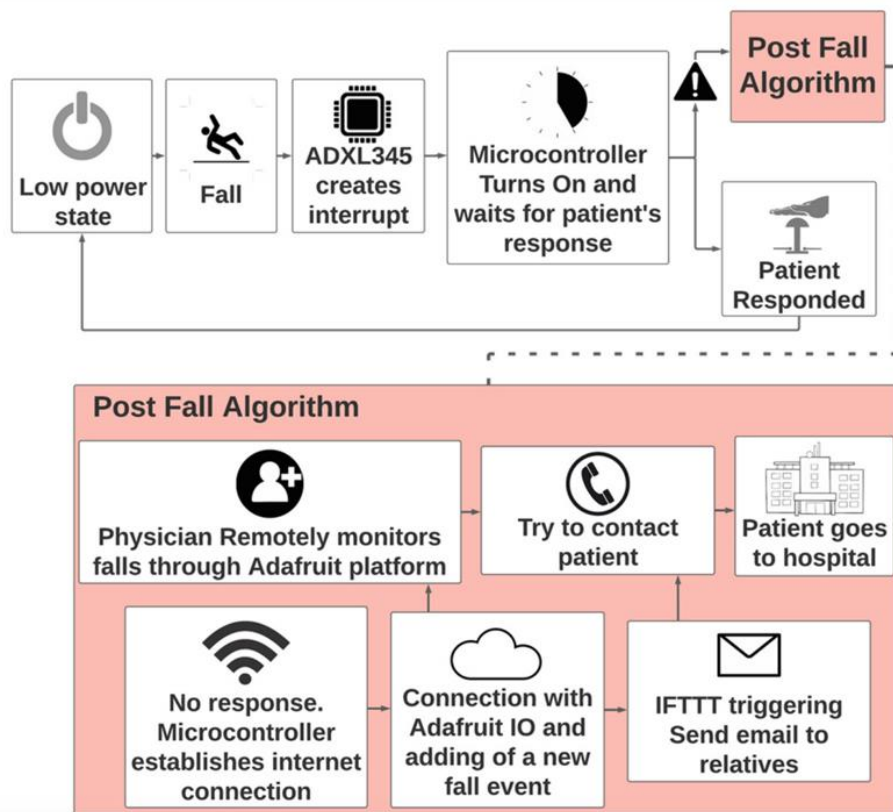 Low power
state
Fall
ADXL345
creates
interrupt
Microcontroller
Turns On and
waits for patient's
response
Post Fall
Algorithm
Patient
Responded
Post Fall Algorithm
Physician Remotely monitors
falls through Adafruit platform
Try to contact
patient
Patient goes
to hospital
No response.
Microcontroller
establishes internet
connection
Connection with
Adafruit IO and
adding of a new
fall event
IFTTT triggering
Send email to
relatives